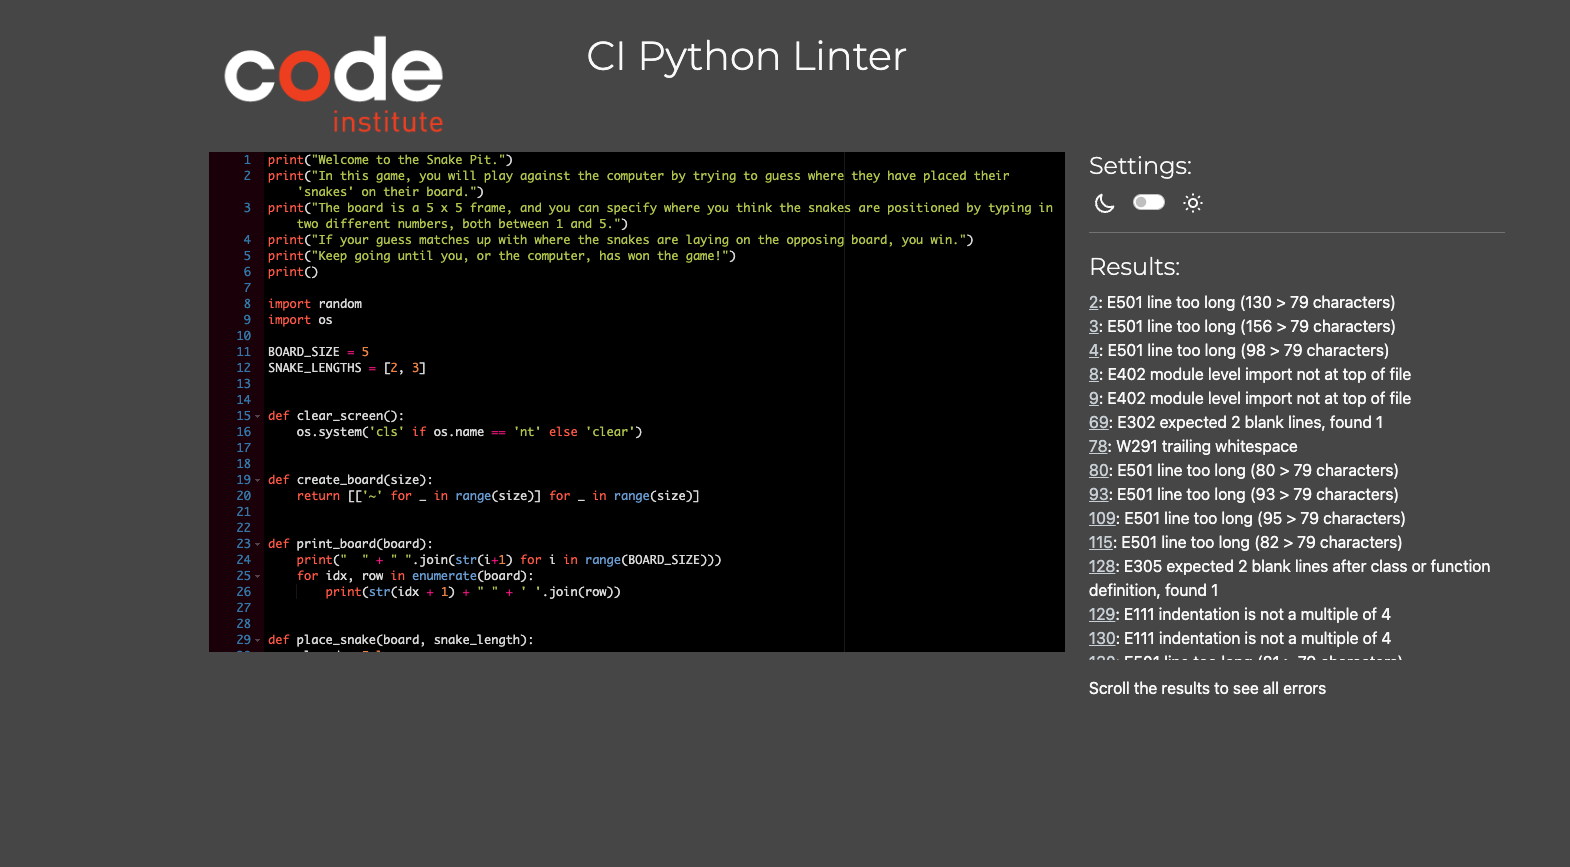 code
institute
CI Python Linter
1 print("Welcome to the Snake Pit.")
2 print("In this game, you will play against the computer by trying to guess where they have placed their
'snakes' on their board.")
3 print("The board is a 5 x 5 frame, and you can specify where you think the snakes are positioned by typing in
two different numbers, both between 1 and 5.")
4 print("If your guess matches up with where the snakes are laying on the opposing board, you win.")
5 print("Keep going until you, or the computer, has won the game!")
6 print()
7
8 import random
9 import os
10
11 BOARD_SIZE = 5
12 SNAKE_LENGTHS = [2, 3]
13
14
15 def clear_screen():
16 os.system('cls' if os.name == 'nt' else 'clear')
17
18
19 def create_board(size):
20 return [['~' for _ in range(size)] for _ in range(size)]
21
22
23 def print_board(board):
24 print("  " + " ".join(str(i+1) for i in range(BOARD_SIZE)))
25 for idx, row in enumerate(board):
26 print(str(idx + 1) + " " + ' '.join(row))
27
28
29 def place_snake(board, snake_length):
Settings:
Results:
2: E501 line too long (130 > 79 characters)
3: E501 line too long (156 > 79 characters)
4: E501 line too long (98 > 79 characters)
8: E402 module level import not at top of file
9: E402 module level import not at top of file
69: E302 expected 2 blank lines, found 1
78: W291 trailing whitespace
80: E501 line too long (80 > 79 characters)
93: E501 line too long (93 > 79 characters)
109: E501 line too long (95 > 79 characters)
115: E501 line too long (82 > 79 characters)
128: E305 expected 2 blank lines after class or function
definition, found 1
129: E111 indentation is not a multiple of 4
130: E111 indentation is not a multiple of 4
E501 line too long > 79 characters)
Scroll the results to see all errors